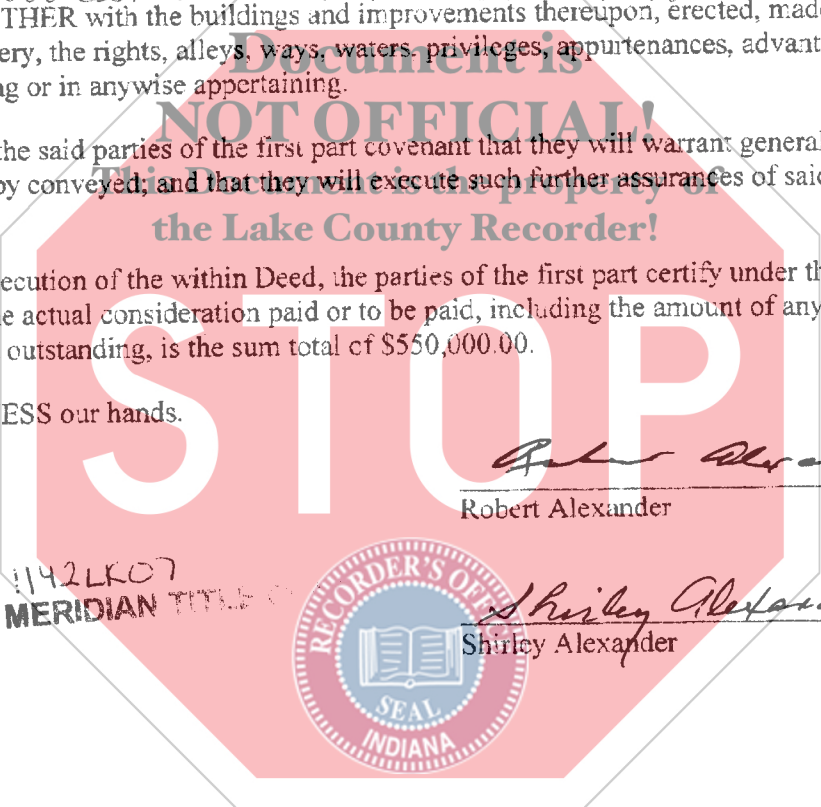 THER with the buildings and improvements thereupon, erected, made
ery, the rights, alleys, ways, waters, privileges, appurtenances, advant
Document is
ng or in anywise appertaining.
NOT OFFICIAL!
the said parties of the first part covenant that they will warrant general
by conveyed; and that they will execute such further assurances of said
This Document is the property of
the Lake County Recorder!
ecution of the within Deed, the parties of the first part certify under th
e actual consideration paid or to be paid, including the amount of any
outstanding, is the sum total of $550,000.00.
STOP
ESS our hands.
Robert Alexander
1142LK07
MERIDIAN TITLE
Shirley Alexan
Shirley Alexander
RECORDER'S OFFICE
SEAL
INDIANA